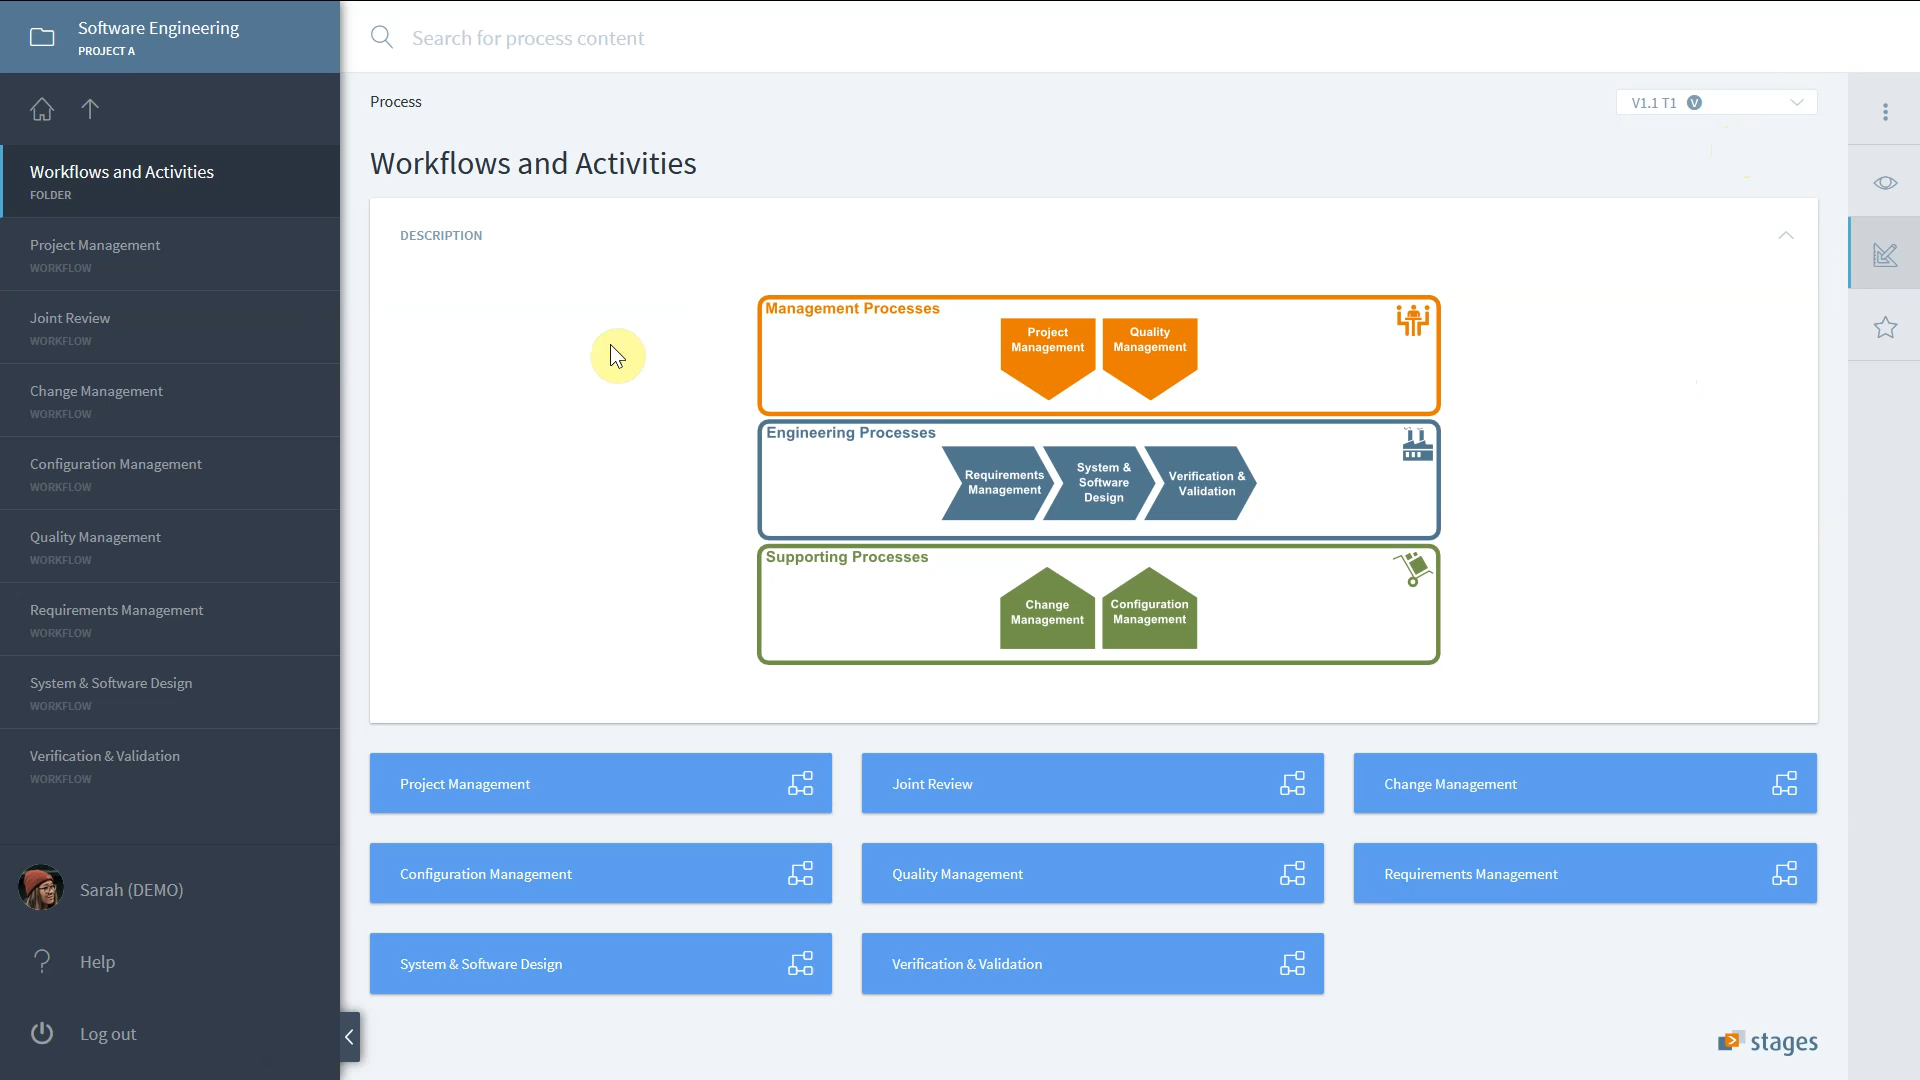 Software Engineering
PROJECT A
Search for process content
Process
V1.1 T1 V
Workflows and Activities
Workflows and Activities
FOLDER
Project Management
WORKFLOW
Joint Review
WORKFLOW
Change Management
WORKFLOW
Configuration Management
WORKFLOW
Quality Management
WORKFLOW
Requirements Management
WORKFLOW
System & Software Design
WORKFLOW
Verification & Validation
WORKFLOW
Sarah (DEMO)
Help
Log out
DESCRIPTION
Management Processes
Project
Management
Quality
Management
Engineering Processes
Requirements
Management
System &
Software
Design
Verification &
Validation
Supporting Processes
Change
Management
Configuration
Management
Project Management
Joint Review
Change Management
Configuration Management
Quality Management
Requirements Management
System & Software Design
Verification & Validation
stages